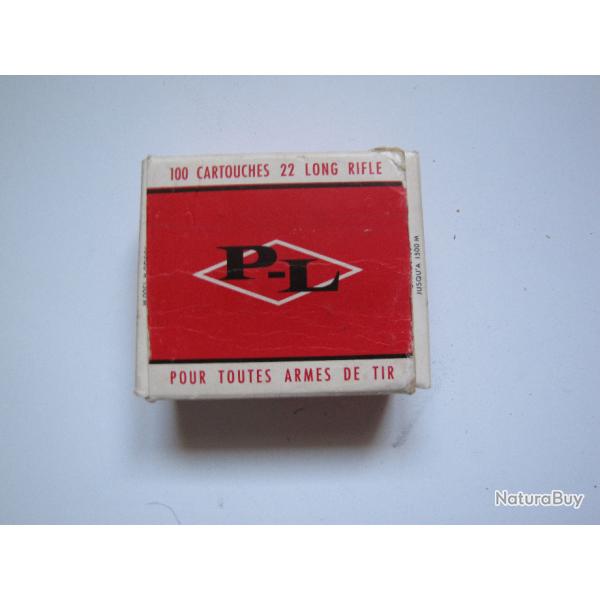 100 CARTOUCHES 22 LONG RIFLE
P-L
POUR TOUTES ARMES DE TIR
JUSQU'A 1500 M
NaturaBuy